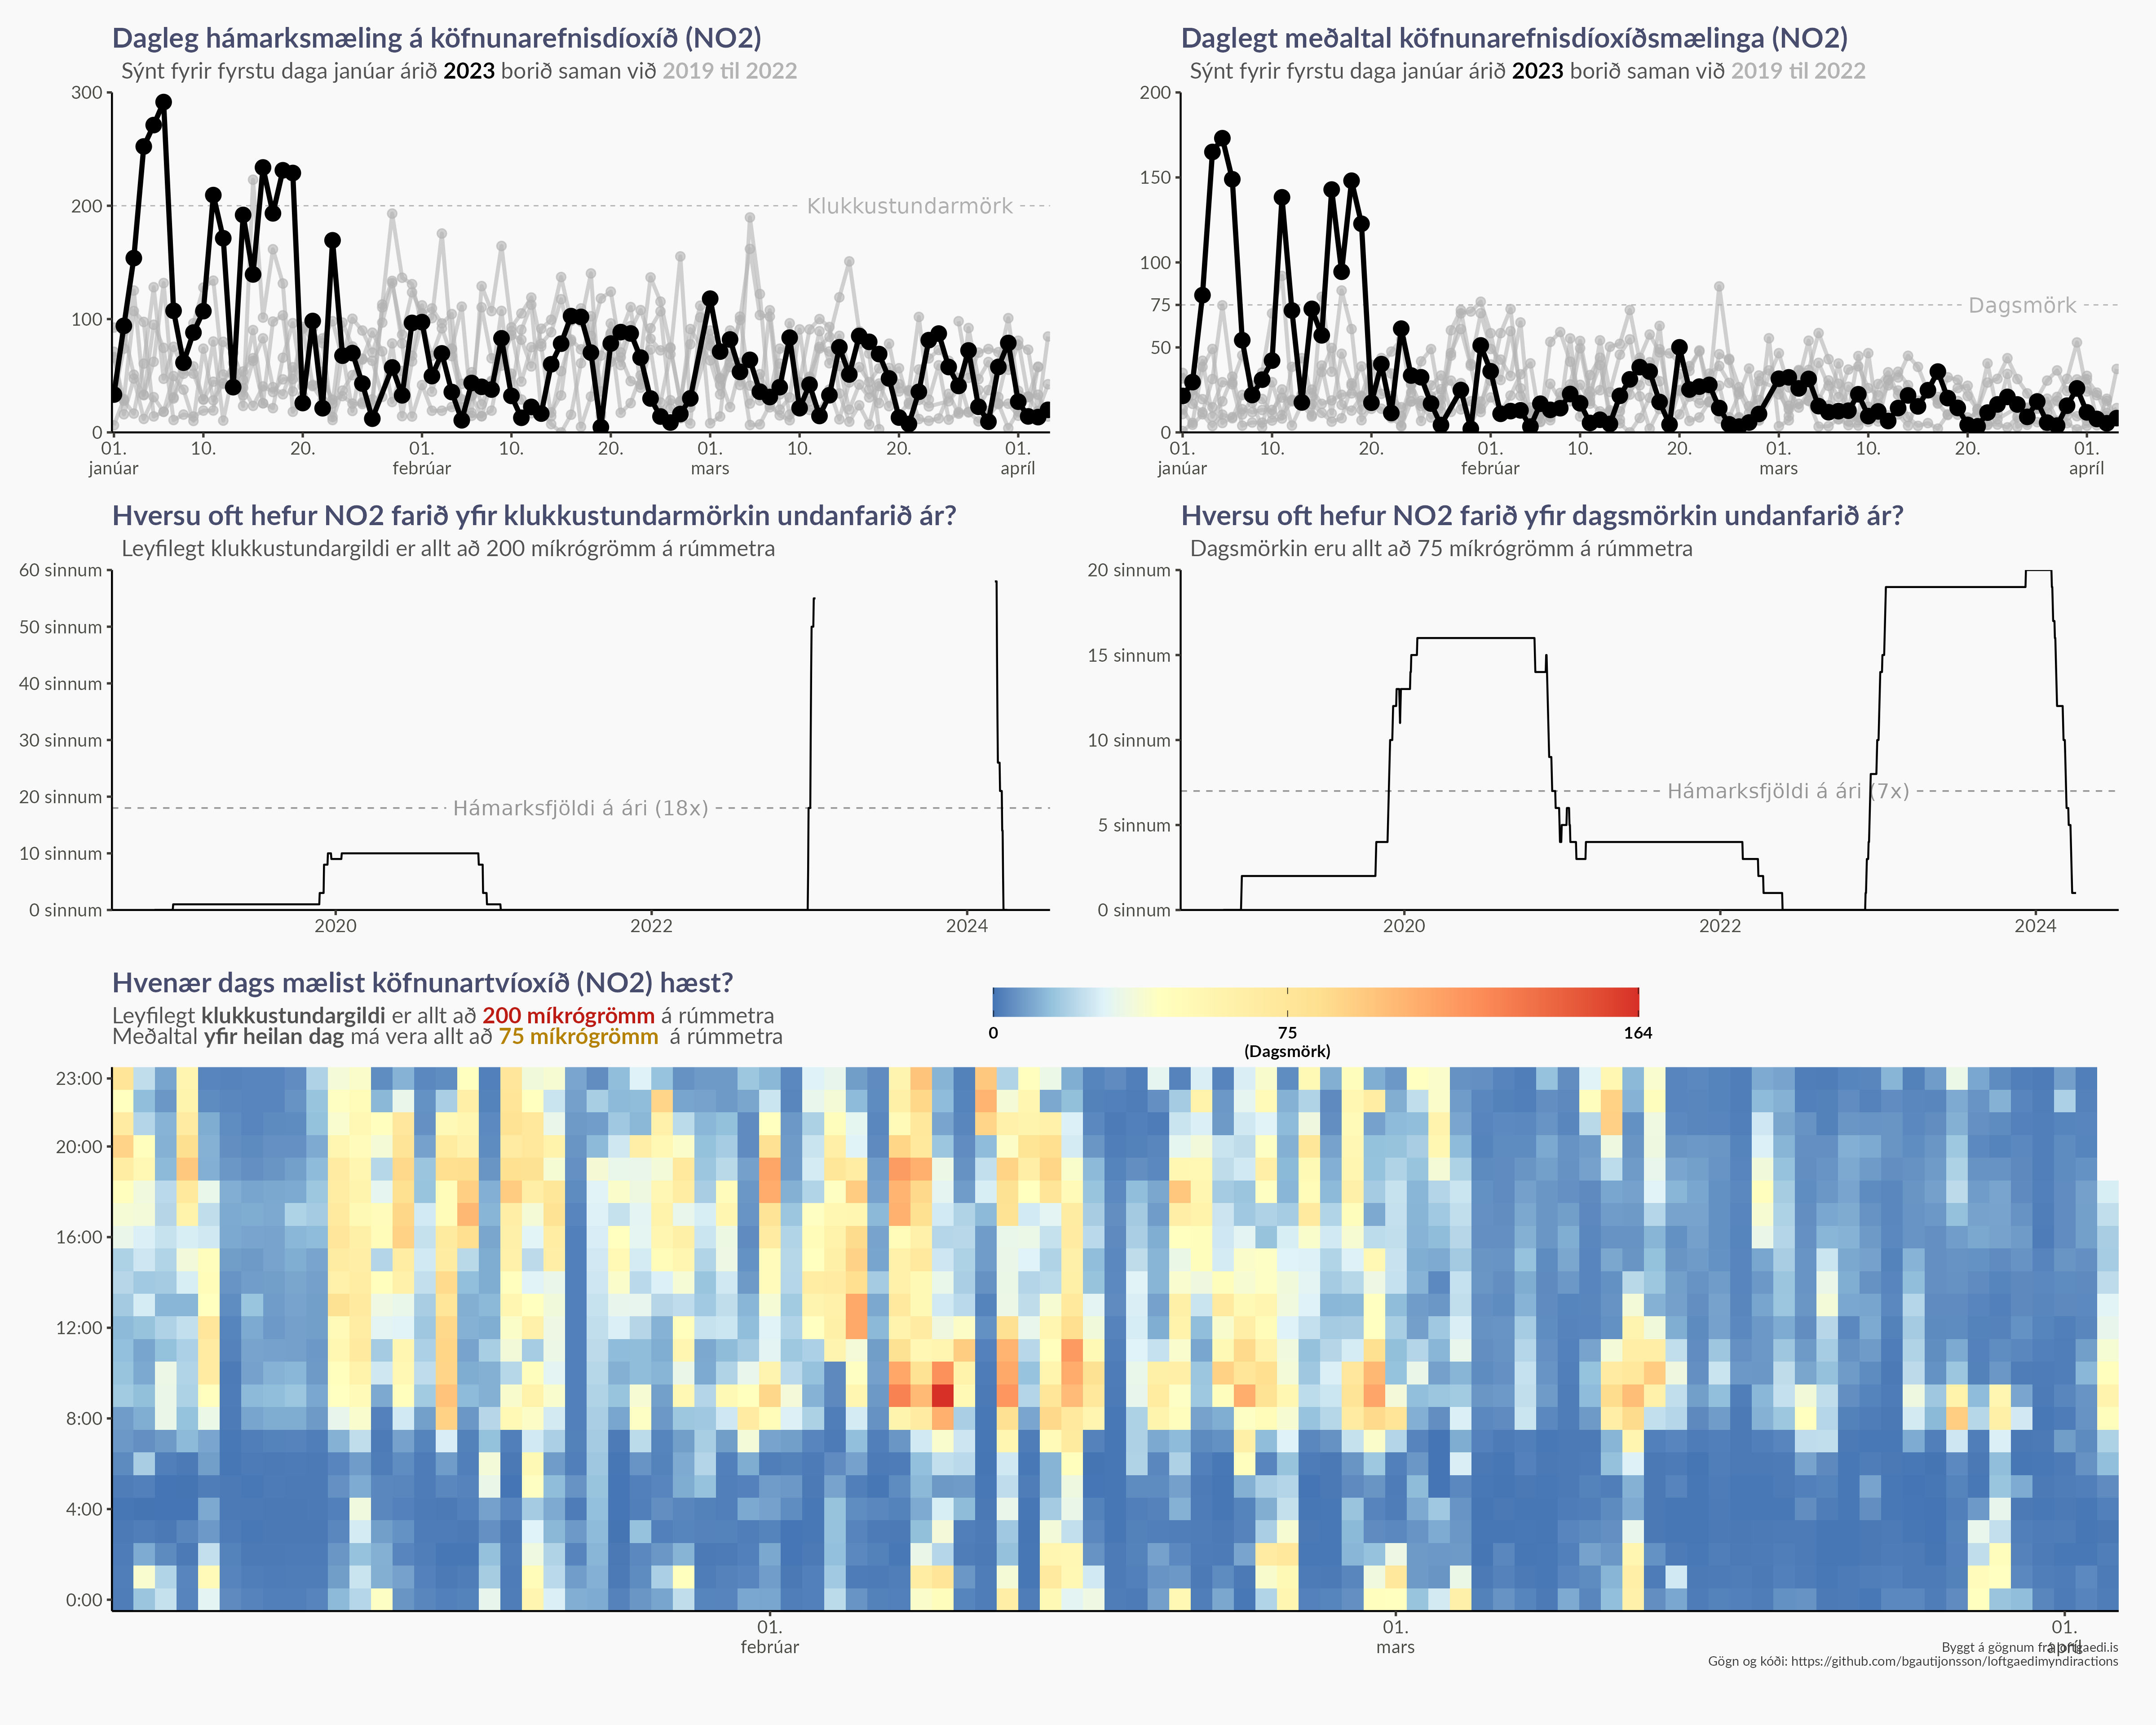 Dagleg hámarksmæling á köfnunarefnisdíoxíð (NO2)
Sýnt fyrir fyrstu daga janúar árið 2023 borið saman við 2019 til 2022
300
200
100
0
Klukkustundarmörk
01. 10. 20. 01. 10. 20. 01. 10. 20. 01.
janúar febrúar mars apríl
Daglegt meðaltal köfnunarefnisdíoxíðsmælinga (NO2)
Sýnt fyrir fyrstu daga janúar árið 2023 borið saman við 2019 til 2022
200
150
100
75
50
0
Dagsmörk
01. 10. 20. 01. 10. 20. 01. 10. 20. 01.
janúar febrúar mars apríl
Hversu oft hefur NO2 farið yfir klukkustundarmörkin undanfarið ár?
Leyfilegt klukkustundargildi er allt að 200 míkrógrömm á rúmmetra
60 sinnum
50 sinnum
40 sinnum
30 sinnum
20 sinnum
10 sinnum
0 sinnum
Hámarksfjöldi á ári (18x)
2020 2022 2024
Hversu oft hefur NO2 farið yfir dagsmörkin undanfarið ár?
Dagsmörkin eru allt að 75 míkrógrömm á rúmmetra
20 sinnum
15 sinnum
10 sinnum
5 sinnum
0 sinnum
Hámarksfjöldi á ári (7x)
2020 2022 2024
Hvenær dags mælist köfnunartvíoxíð (NO2) hæst?
Leyfilegt klukkustundargildi er allt að 200 míkrógrömm á rúmmetra
Meðaltal yfir heilan dag má vera allt að 75 míkrógrömm á rúmmetra
0 75 164
(Dagsmörk)
23:00
20:00
16:00
12:00
8:00
4:00
0:00
01. 01. 01.
febrúar mars apríl
Byggt á gögnum frá loftgaedi.is
Gögn og kóði: https://github.com/bgautijonsson/loftgaedimyndiractions